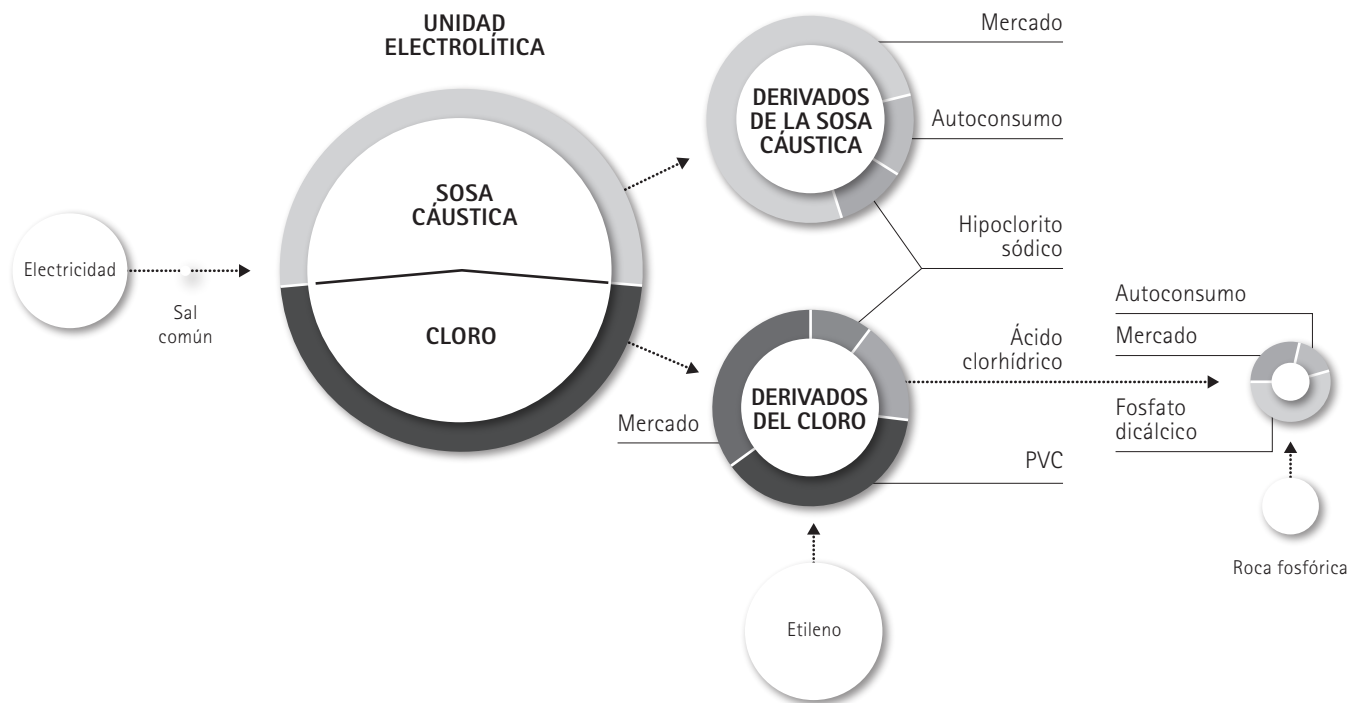 UNIDAD
ELECTROLÍTICA
SOSA
CÁUSTICA
CLORO
Electricidad
Sal
común
DERIVADOS
DE LA SOSA
CÁUSTICA
Mercado
Autoconsumo
Hipoclorito
sódico
DERIVADOS
DEL CLORO
Mercado
Ácido
clorhídrico
PVC
Etileno
Autoconsumo
Mercado
Fosfato
dicálcico
Roca fosfórica